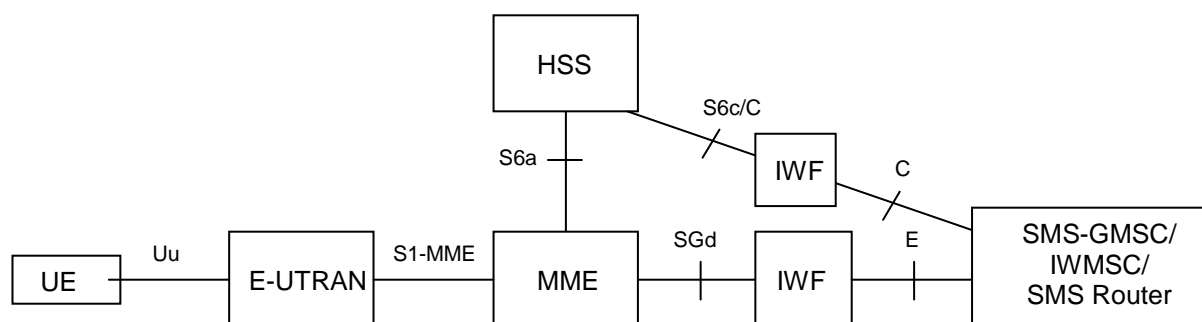 HSS
S6c/C
S6a
IWF
C
Uu
S1-MME
SGd
E
UE
E-UTRAN
MME
IWF
SMS-GMSC/
IWMSC/
SMS Router